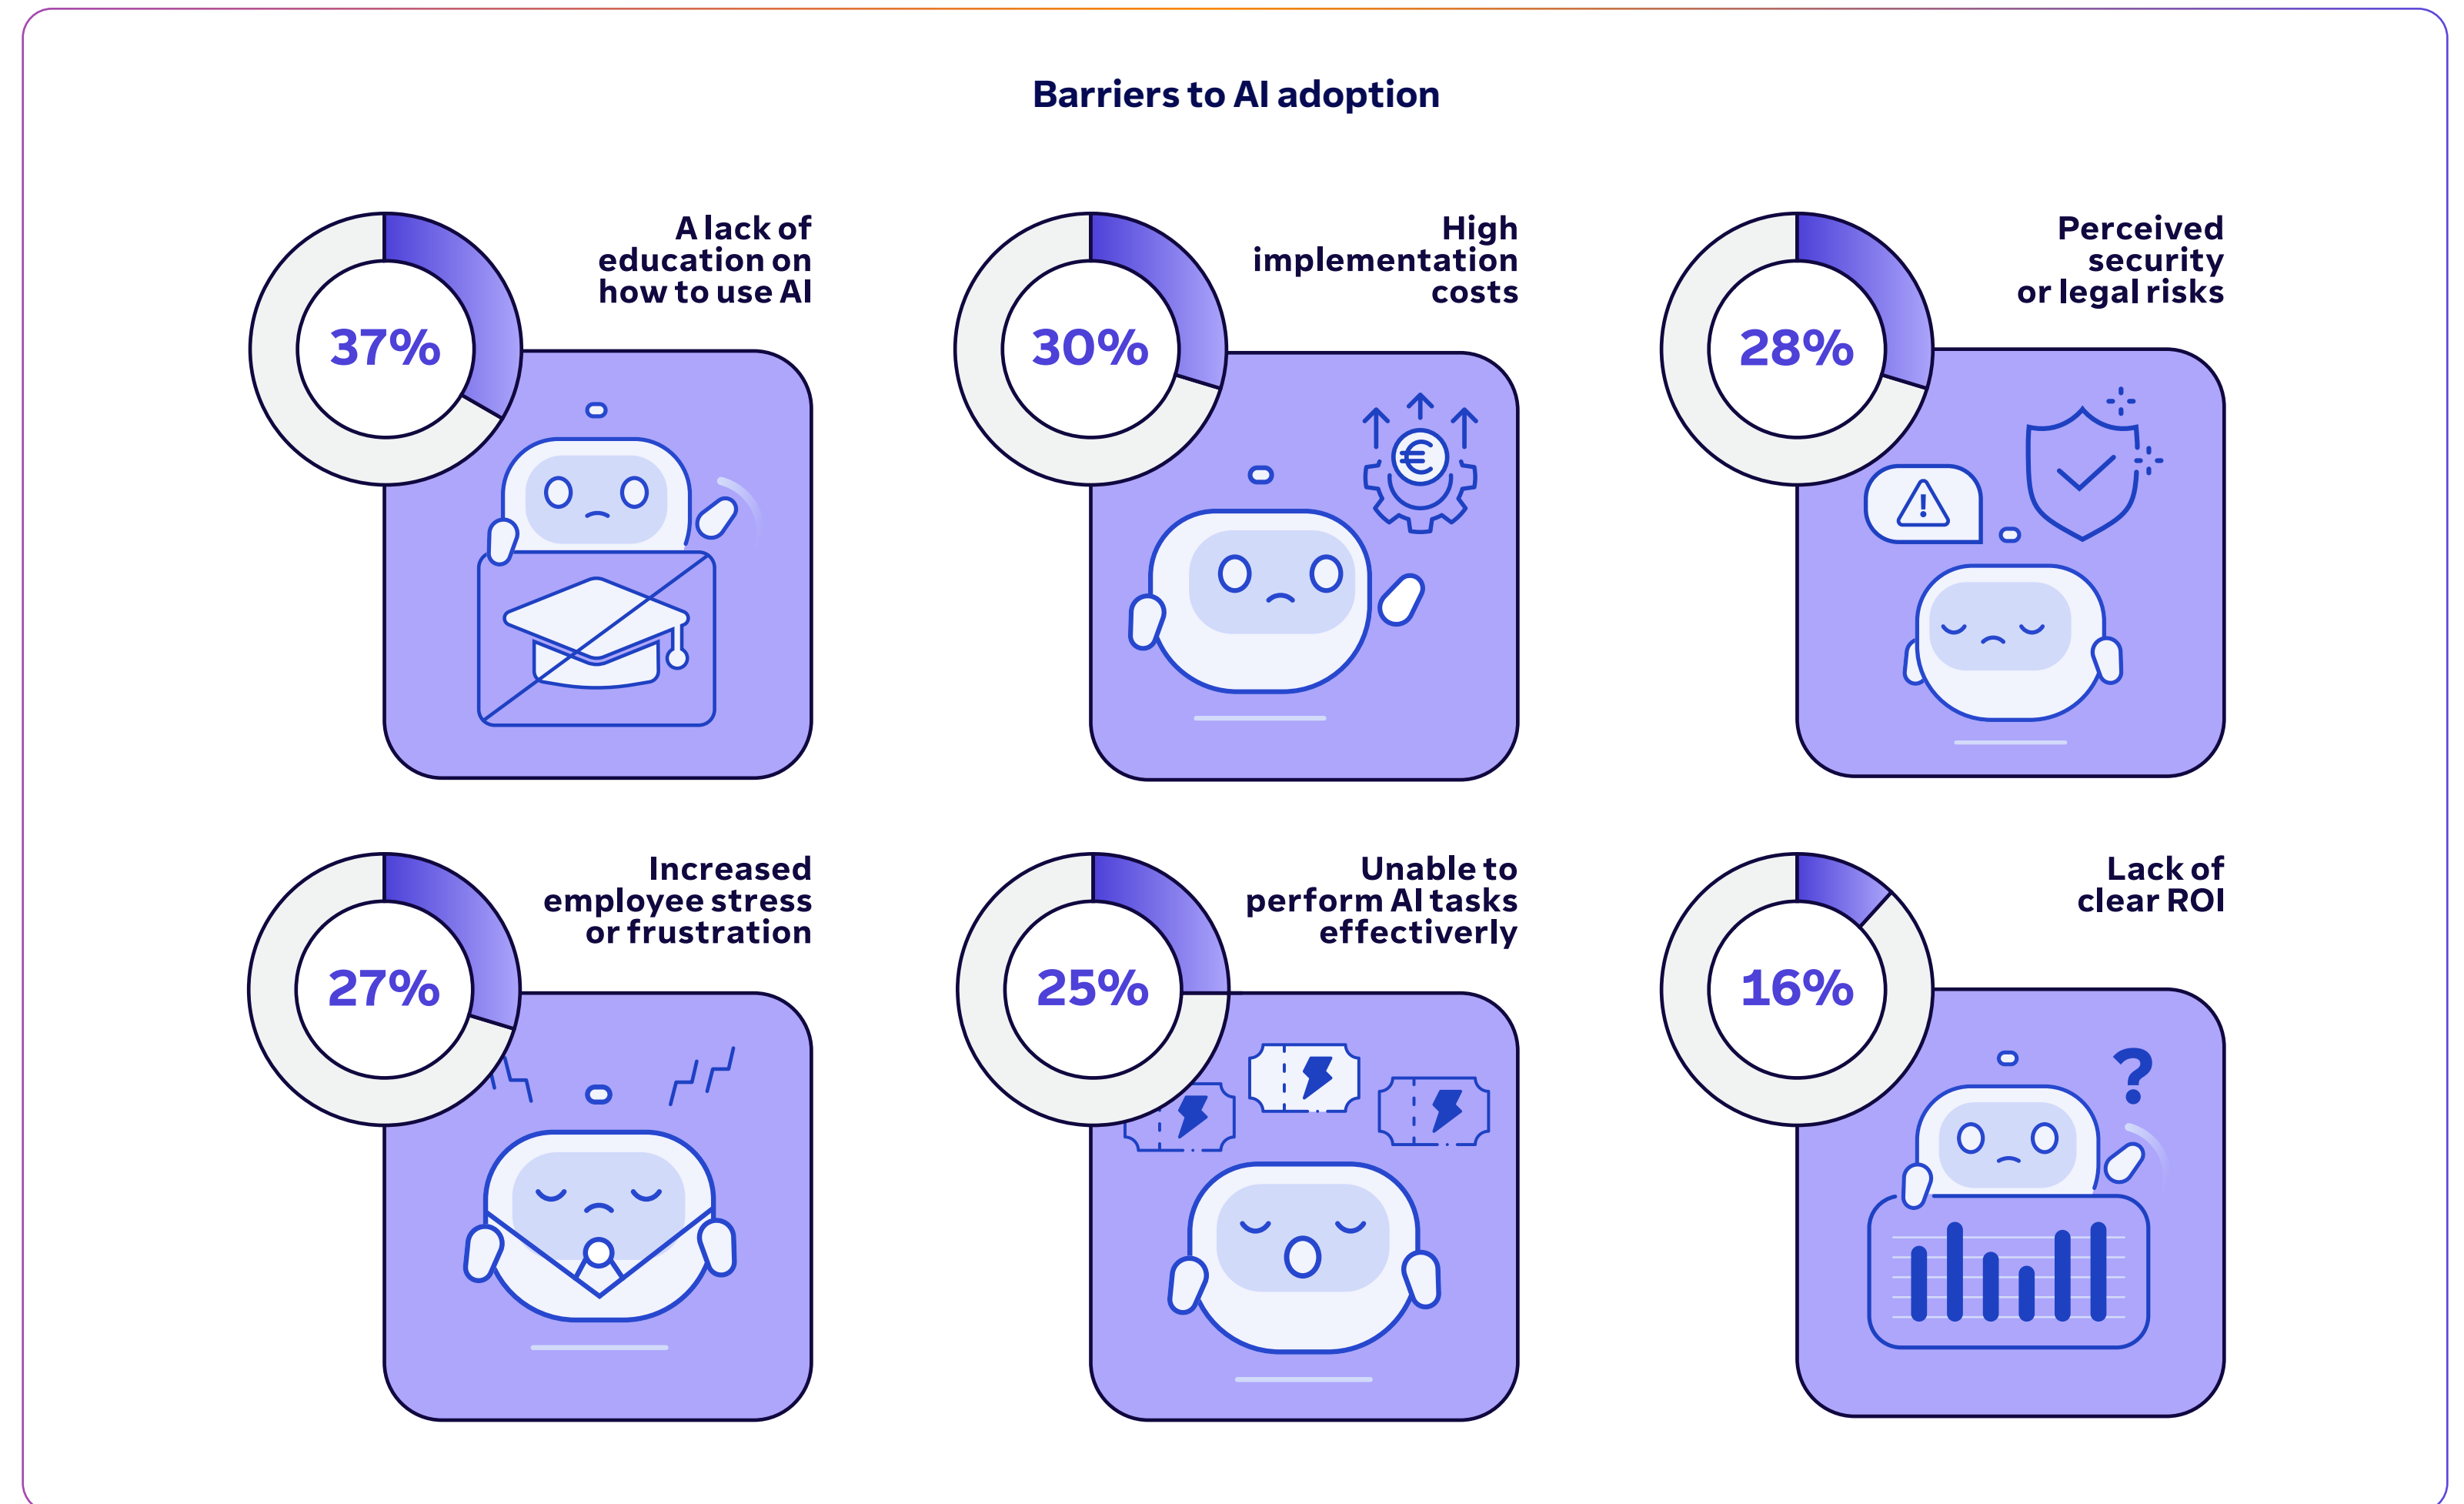 Barriers to AI adoption
37%
A lack of
education on
how to use AI
30%
High
implementation
costs
€
28%
Perceived
security
or legal risks
!
27%
Increased
employee stress
or frustration
25%
Unable to
perform AI tasks
effectiverly
16%
Lack of
clear ROI
?